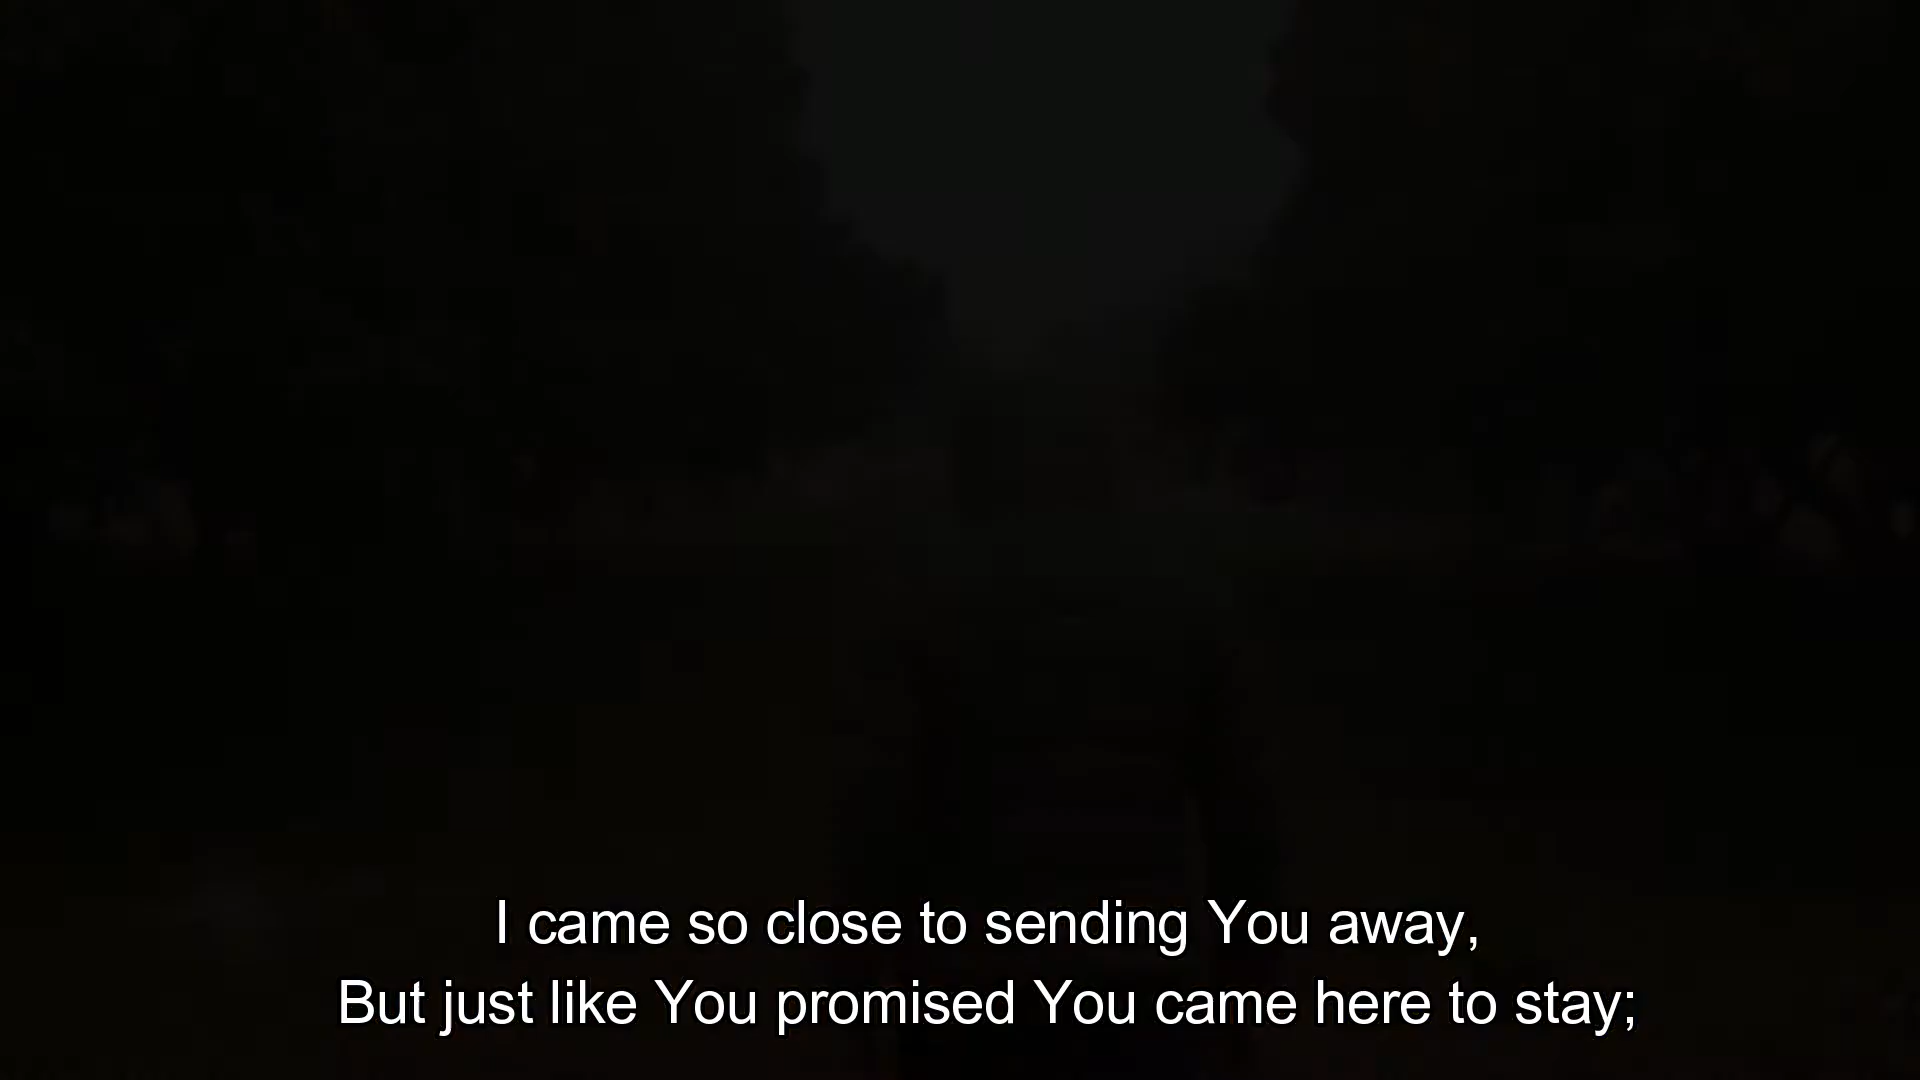 I came so close to sending You away,
But just like You promised You came here to stay;